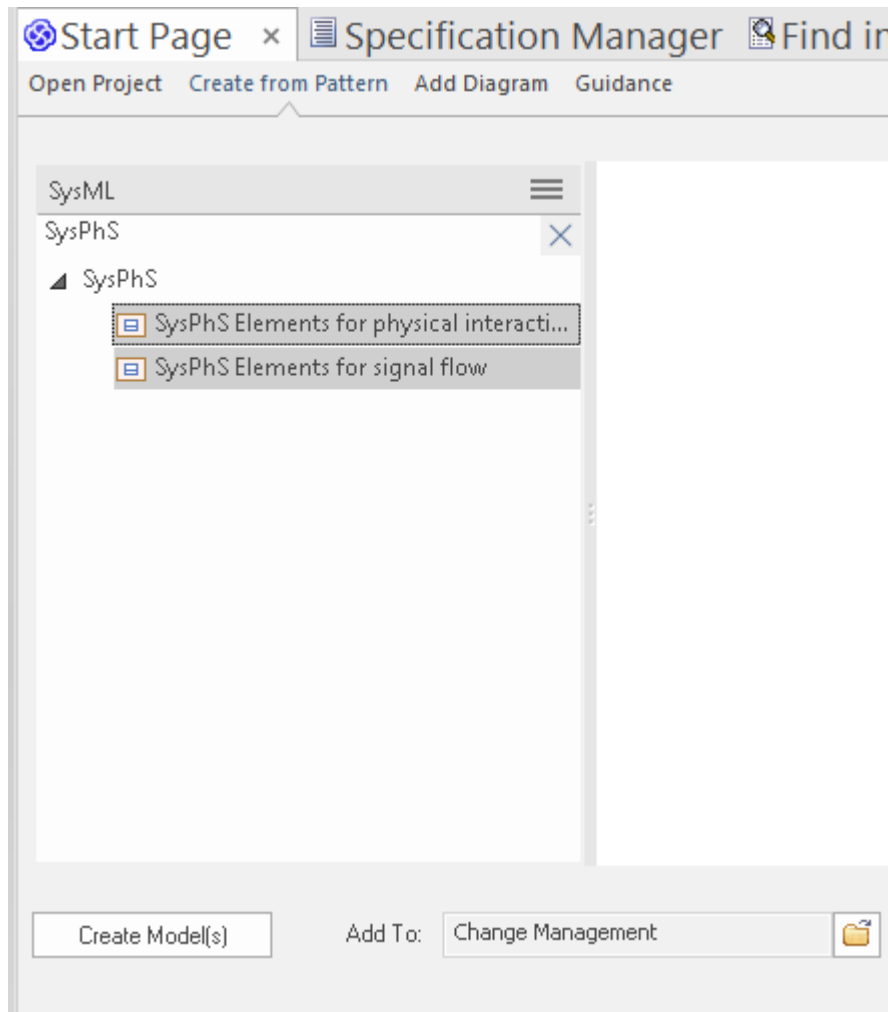 Start Page × Specification Manager Find in
Open Project Create from Pattern Add Diagram Guidance
SysML
SysPhS
SysPhS
SysPhS Elements for physical interacti...
SysPhS Elements for signal flow
Create Model(s) Add To: Change Management